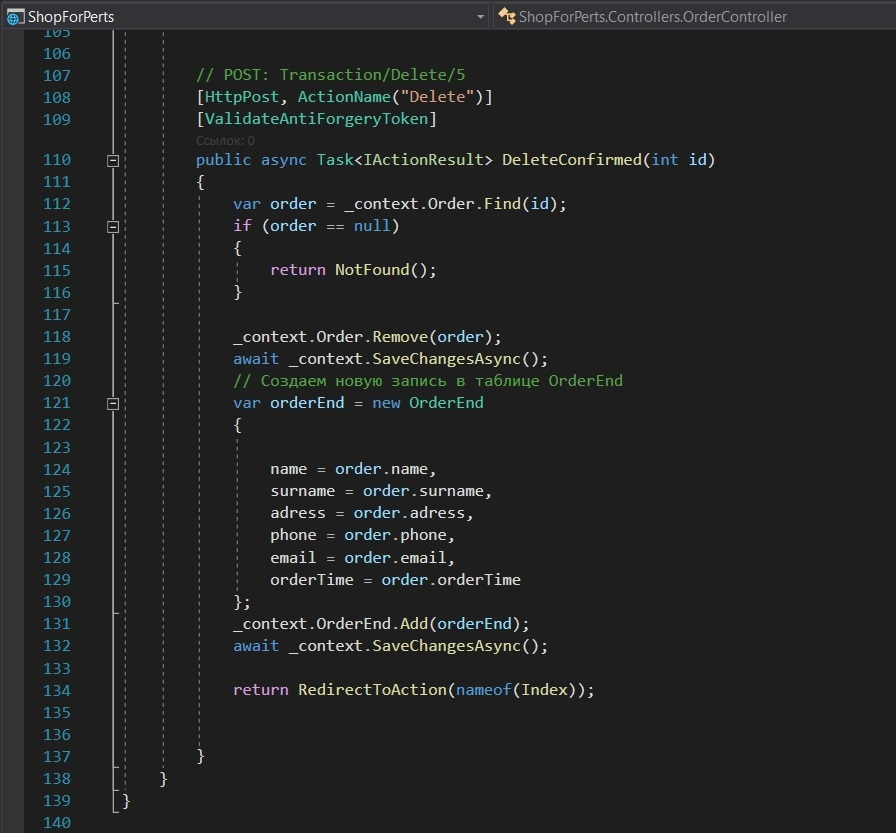 ShopForPerts ShopForPerts.Controllers.OrderController
105
106
107 // POST: Transaction/Delete/5
108 [HttpPost, ActionName("Delete")]
109 [ValidateAntiForgeryToken]
Ссылок: 0
110 public async Task<IActionResult> DeleteConfirmed(int id)
111 {
112 var order = _context.Order.Find(id);
113 if (order == null)
114 {
115 return NotFound();
116 }
117
118 _context.Order.Remove(order);
119 await _context.SaveChangesAsync();
120 // Создаем новую запись в таблице OrderEnd
121 var orderEnd = new OrderEnd
122 {
123
124 name = order.name,
125 surname = order.surname,
126 adress = order.adress,
127 phone = order.phone,
128 email = order.email,
129 orderTime = order.orderTime
130 };
131 _context.OrderEnd.Add(orderEnd);
132 await _context.SaveChangesAsync();
133
134 return RedirectToAction(nameof(Index));
135
136
137 }
138 }
139 }
140